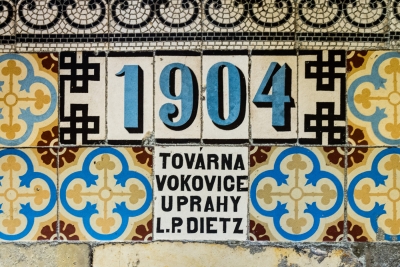 1904
TOVÁRNA
VOKOVICE
U PRAHY
L.P. DIETZ